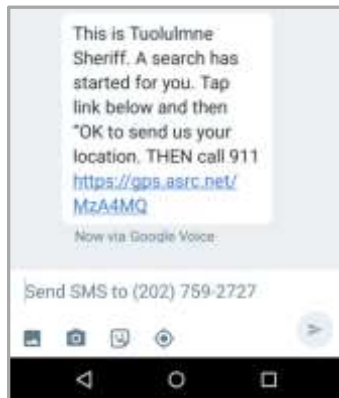 This is Tuolulmne
Sheriff. A search has
started for you. Tap
link below and then
"OK to send us your
location. THEN call 911
https://gps.asrc.net/
MzA4MQ
Now via Google Voice
Send SMS to (202) 759-2727